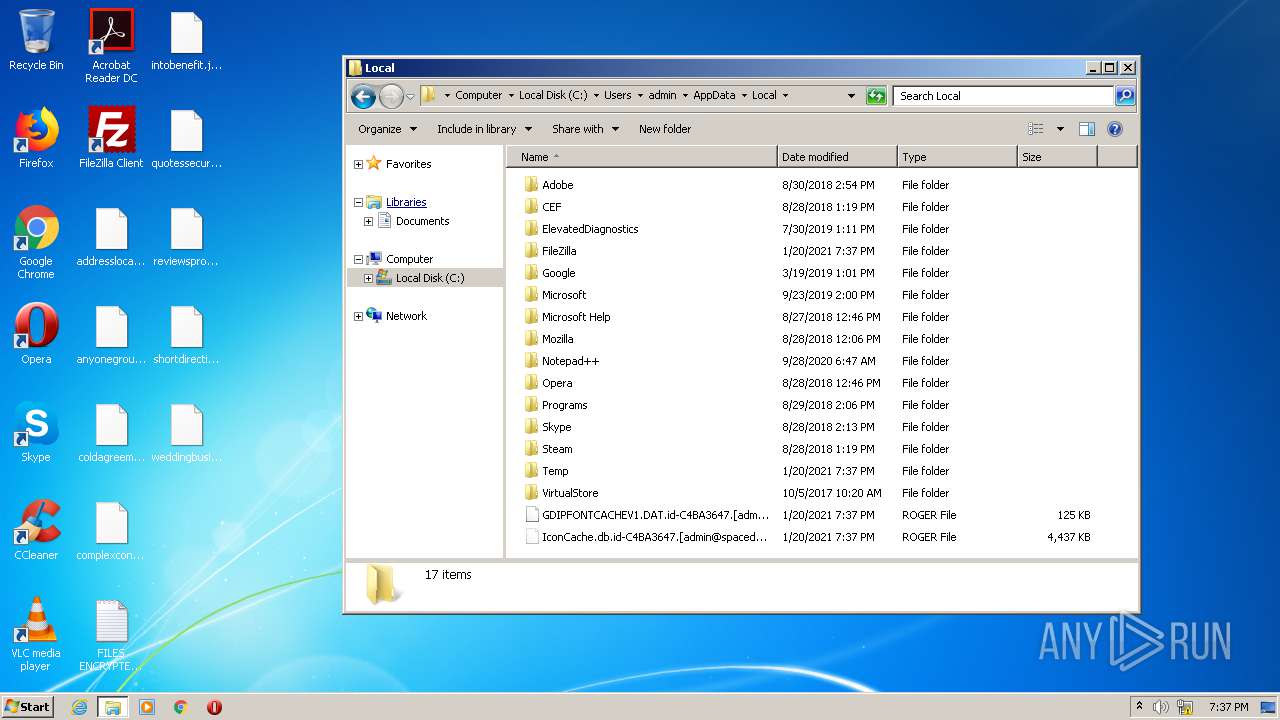 Recycle Bin
Acrobat
Reader DC
intobenefit.j...
Firefox
FileZilla Client
quotessecur...
Google
Chrome
addressloca...
reviewspro...
Opera
anyonegrou...
shortdirecti...
Skype
coldagreem...
weddingbusi...
CCleaner
complexcon...
VLC media
player
FILES
ENCRYPTE...
Local
Computer Local Disk (C:) Users admin AppData Local
Search Local
Organize Include in library Share with New folder
Favorites
Libraries
Documents
Computer
Local Disk (C:)
Network
Name Date modified Type Size
Adobe 8/30/2018 2:54 PM File folder
CEF 8/28/2018 1:19 PM File folder
ElevatedDiagnostics 7/30/2019 1:11 PM File folder
FileZilla 1/20/2021 7:37 PM File folder
Google 3/19/2019 1:01 PM File folder
Microsoft 9/23/2019 2:00 PM File folder
Microsoft Help 8/27/2018 12:46 PM File folder
Mozilla 8/28/2018 12:06 PM File folder
Notepad++ 9/28/2020 6:47 AM File folder
Opera 8/28/2018 12:46 PM File folder
Programs 8/29/2018 2:06 PM File folder
Skype 8/28/2018 2:13 PM File folder
Steam 8/28/2018 1:19 PM File folder
Temp 1/20/2021 7:37 PM File folder
VirtualStore 10/5/2017 10:20 AM File folder
GDIPFONTCACHEV1.DAT.id-C4BA3647.[adm... 1/20/2021 7:37 PM ROGER File 125 KB
IconCache.db.id-C4BA3647.[admin@spaced... 1/20/2021 7:37 PM ROGER File 4,437 KB
17 items
ANY RUN
Start
7:37 PM